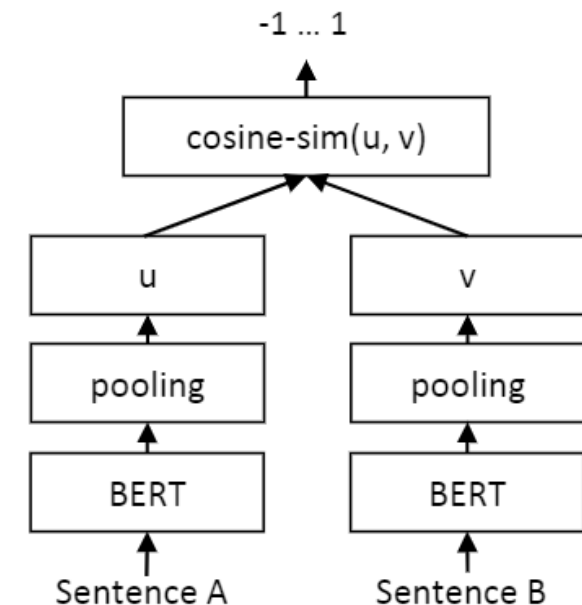 -1 ... 1
cosine-sim(u, v)
u v
pooling pooling
BERT BERT
Sentence A Sentence B